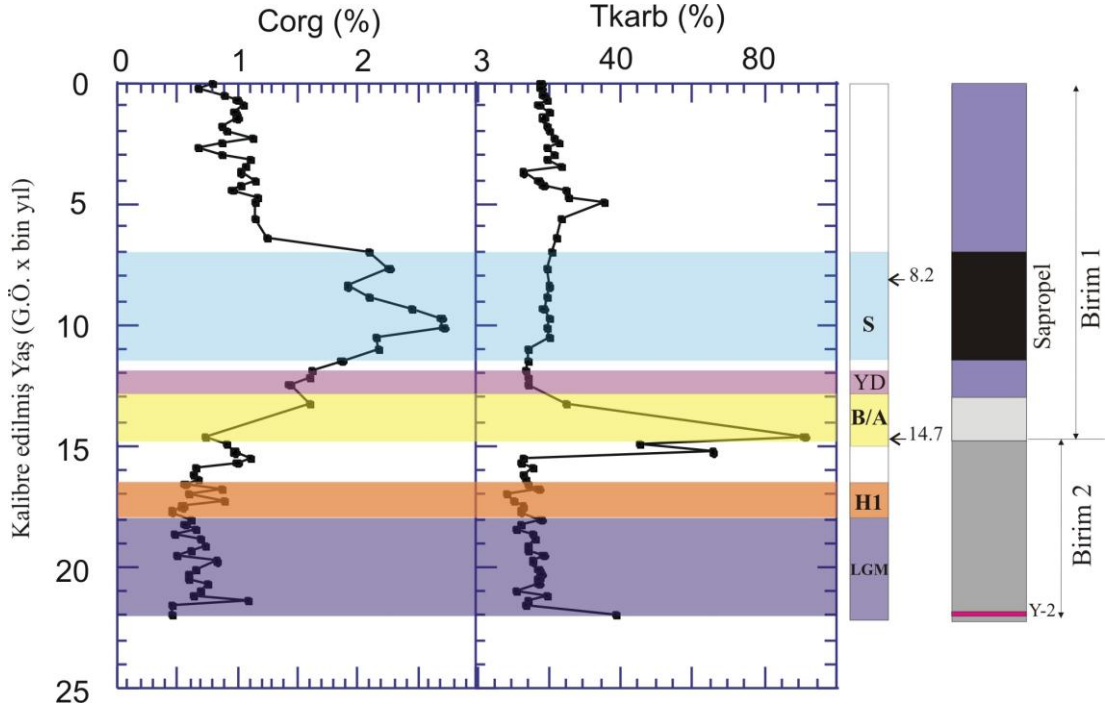 Corg (%)
Tkarb (%)
0
1
2
3
40
80
0
5
10
15
20
25
Kalibre edilmiş Yaş (G.Ö. x bin yıl)
S
YD
B/A
H1
LGM
8.2
14.7
Sapropel
Birim 1
Birim 2
Y-2